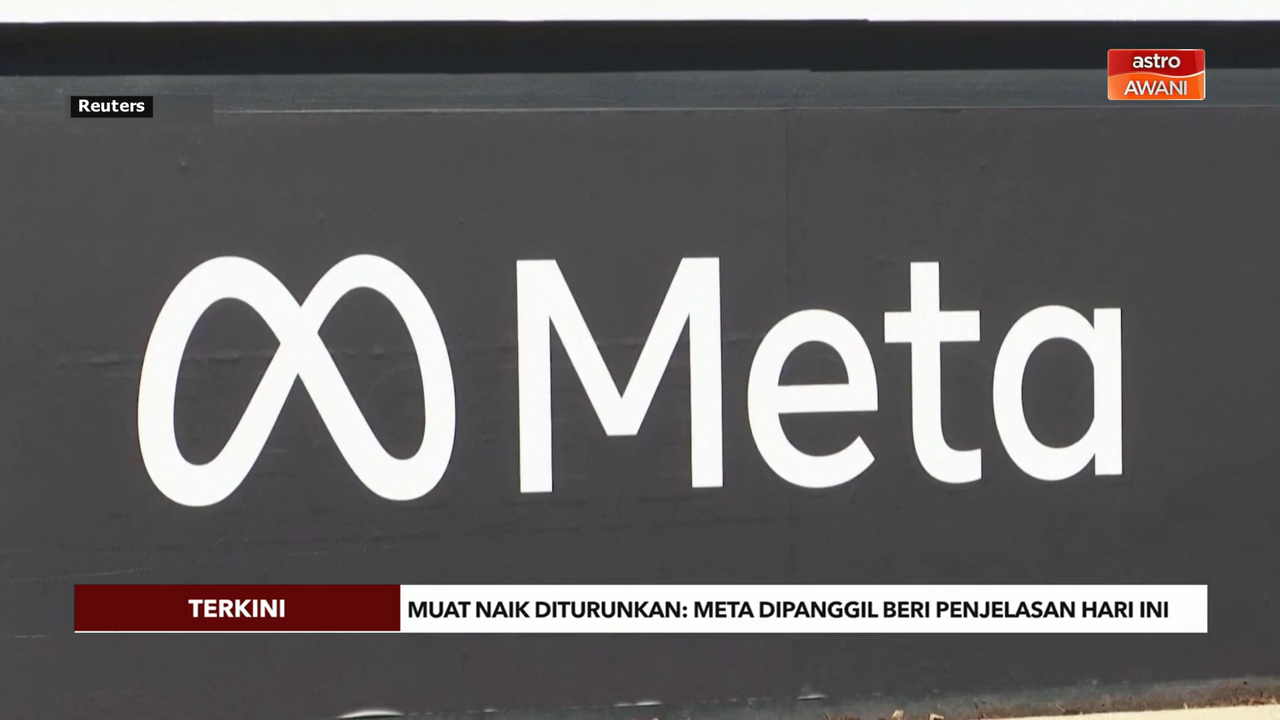 astro
AWANI
Reuters
Meta
TERKINI
MUAT NAIK DITURUNKAN: META DIPANGGIL BERI PENJELASAN HARI INI